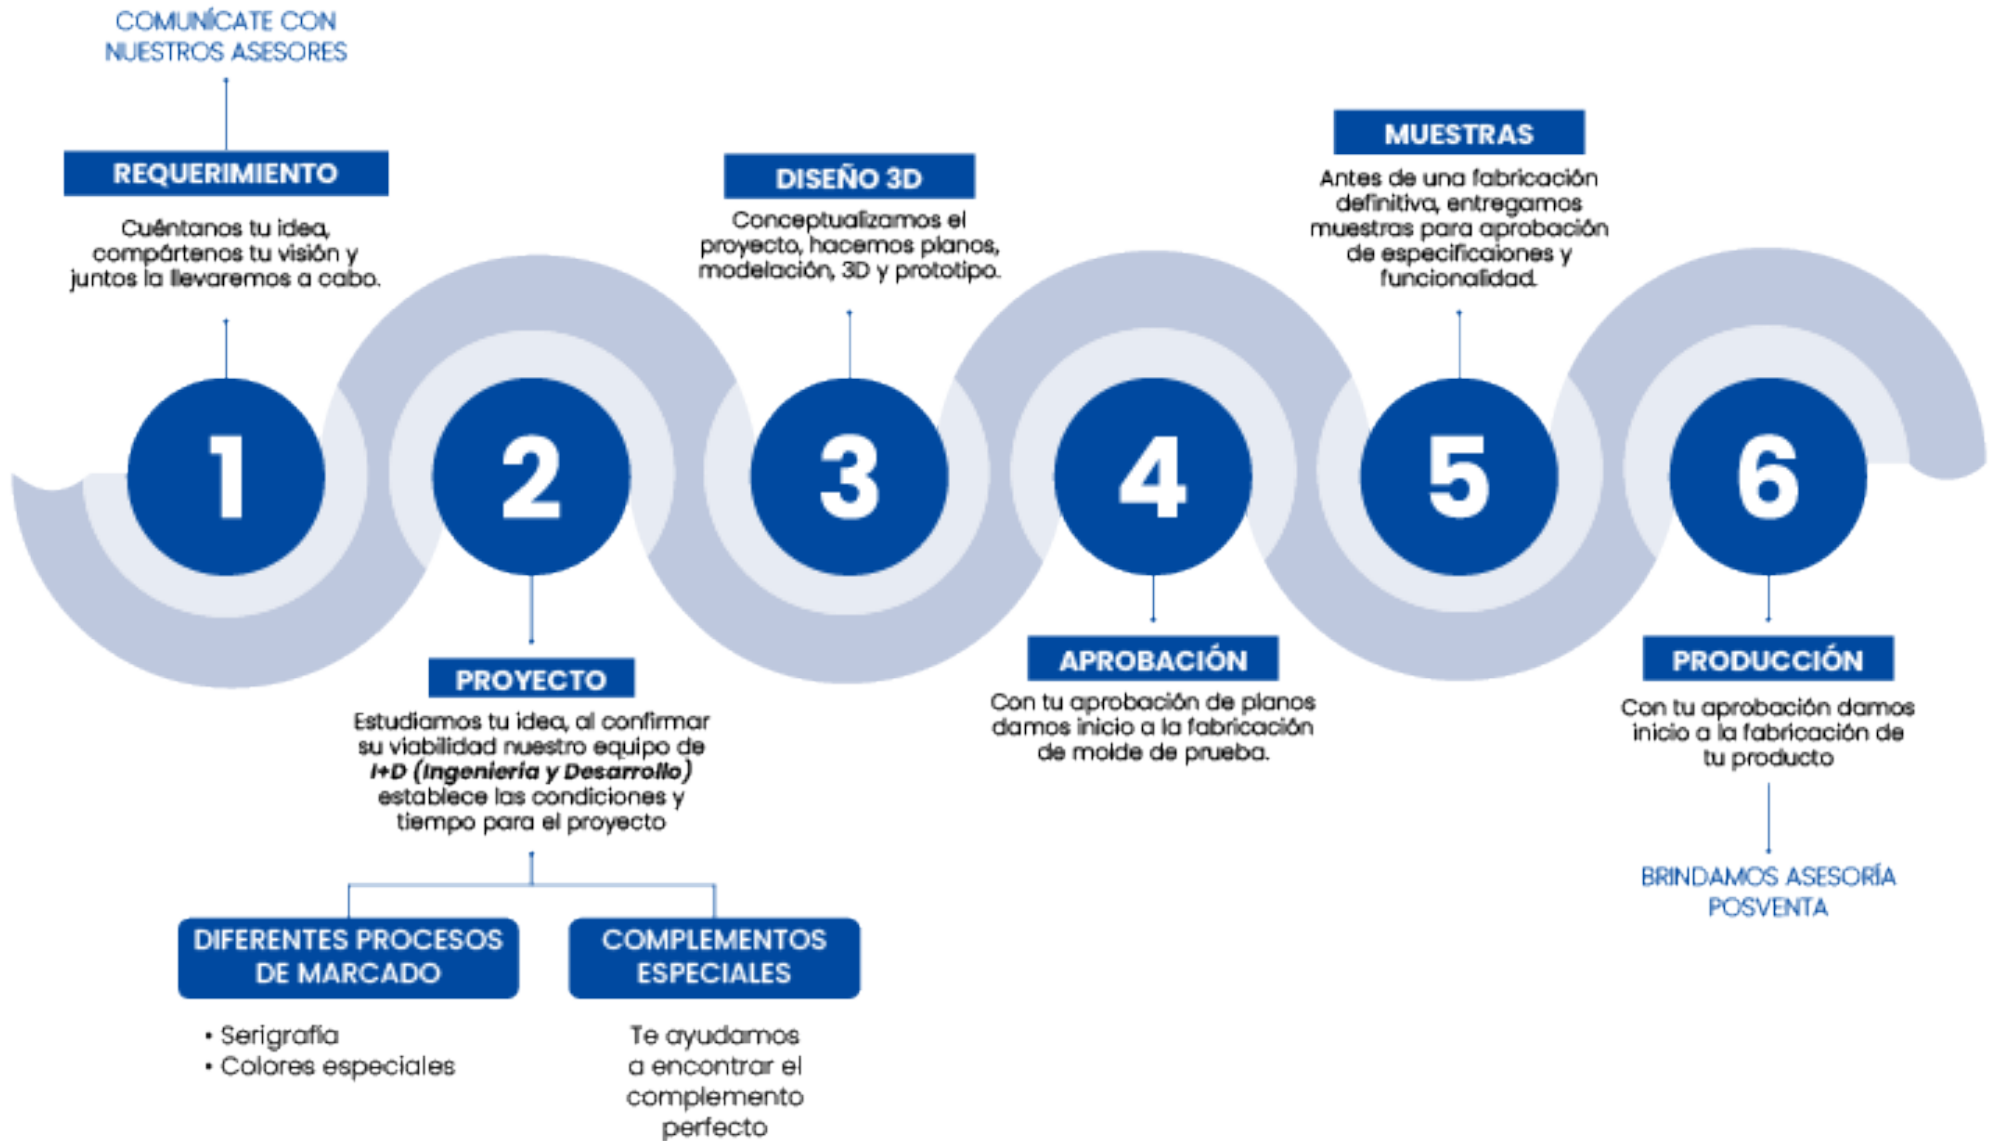 COMUNÍCATE CON
NUESTROS ASESORES
REQUERIMIENTO
Cuéntanos tu idea,
compártenos tu visión y
juntos la llevaremos a cabo.
1
2
PROYECTO
Estudiamos tu idea, al confirmar
su viabilidad nuestro equipo de
I+D (Ingeniería y Desarrollo)
establece las condiciones y
tiempo para el proyecto
DIFERENTES PROCESOS
DE MARCADO
• Serigrafía
• Colores especiales
COMPLEMENTOS
ESPECIALES
Te ayudamos
a encontrar el
complemento
perfecto
DISEÑO 3D
Conceptualizamos el
proyecto, hacemos planos,
modelación, 3D y prototipo.
3
4
APROBACIÓN
Con tu aprobación de planos
damos inicio a la fabricación
de molde de prueba.
MUESTRAS
Antes de una fabricación
definitiva, entregamos
muestras para aprobación
de especificaiones y
funcionalidad.
5
6
PRODUCCIÓN
Con tu aprobación damos
inicio a la fabricación de
tu producto
BRINDAMOS ASESORÍA
POSVENTA